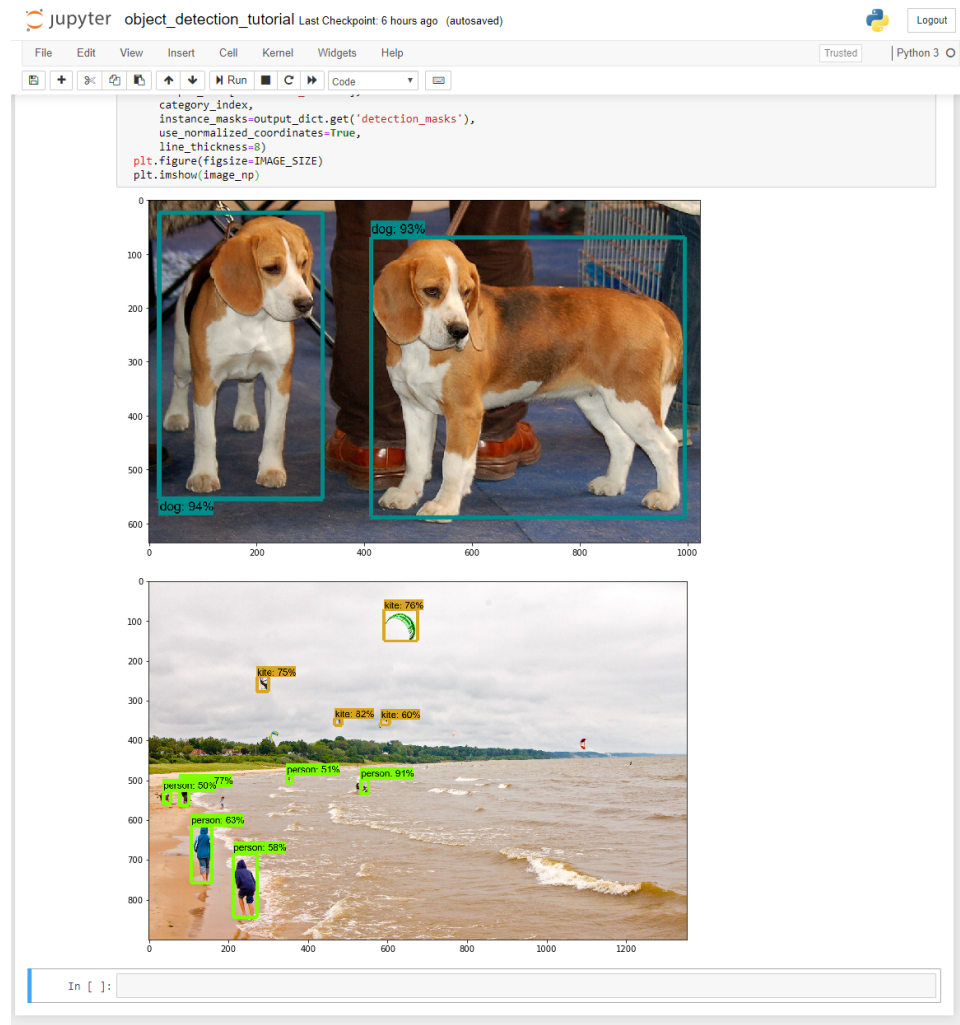 jupyter object_detection_tutorial Last Checkpoint: 6 hours ago (autosaved)
Logout
File Edit View Insert Cell Kernel Widgets Help
Trusted Python 3
Run Code
category_index,
instance_masks=output_dict.get('detection_masks'),
use_normalized_coordinates=True,
line_thickness=8)
plt.figure(figsize=IMAGE_SIZE)
plt.imshow(image_np)
0
dog: 93%
100
200
300
400
500
dog: 94%
600
0 200 400 600 800 1000
0
kite: 76%
100
200
kite: 75%
300
kite: 82% kite: 60%
400
person: 51% person: 91%
500
77%
person: 50%
600
person: 63%
person: 58%
700
800
0 200 400 600 800 1000 1200
In [ ]: